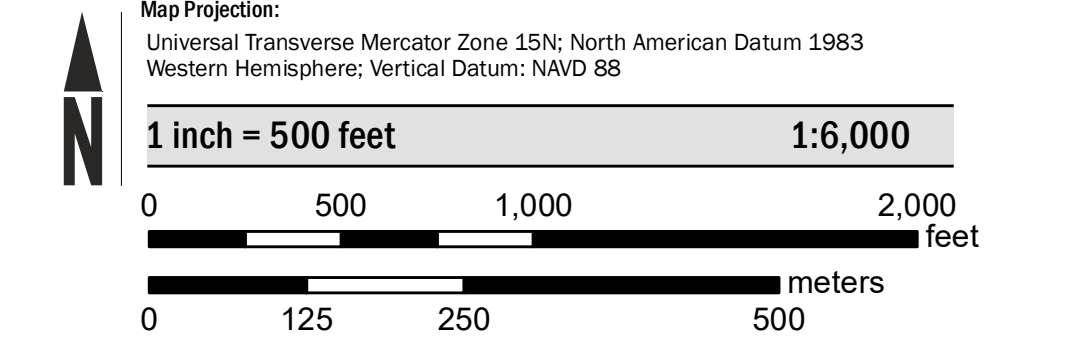 Map Projection:
Universal Transverse Mercator Zone 15N; North American Datum 1983
Western Hemisphere; Vertical Datum: NAVD 88
N
1 inch = 500 feet 1:6,000
0 500 1,000 2,000
feet
meters
0 125 250 500